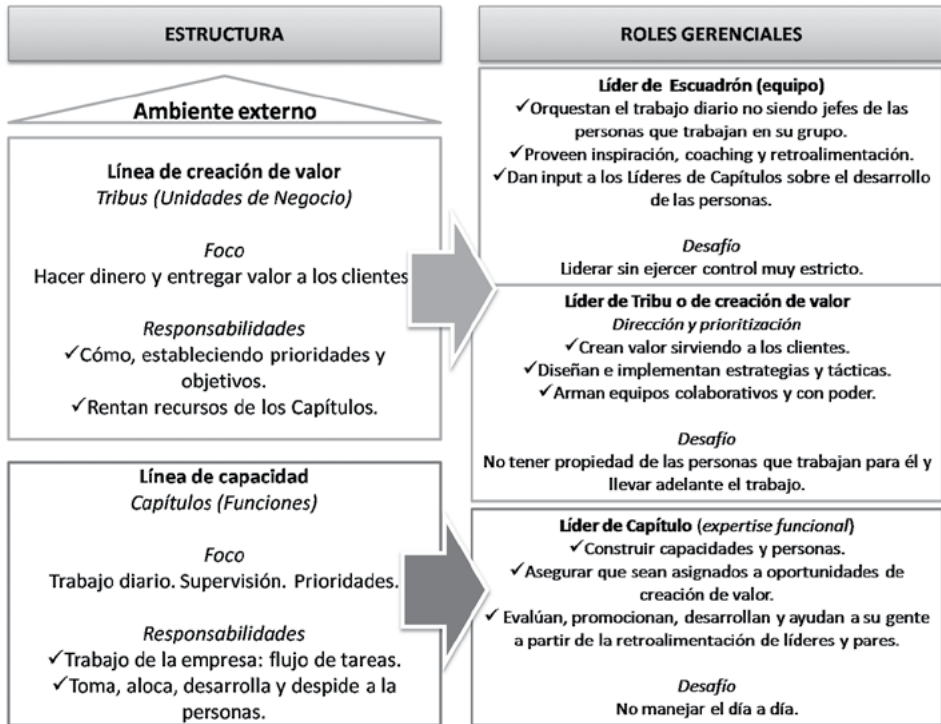 ESTRUCTURA
Ambiente externo
Línea de creación de valor
Tribus (Unidades de Negocio)
Foco
Hacer dinero y entregar valor a los clientes
Responsabilidades
✓Cómo, estableciendo prioridades y
objetivos.
✓Rentan recursos de los Capítulos.
Línea de capacidad
Capítulos (Funciones)
Foco
Trabajo diario. Supervisión. Prioridades.
Responsabilidades
✓Trabajo de la empresa: flujo de tareas.
✓Toma, aloca, desarrolla y despide a la
personas.
ROLES GERENCIALES
Líder de Escuadrón (equipo)
✓Orquestan el trabajo diario no siendo jefes de las
personas que trabajan en su grupo.
✓Proveen inspiración, coaching y retroalimentación.
✓Dan input a los Líderes de Capítulos sobre el desarrollo
de las personas.
Desafío
Liderar sin ejercer control muy estricto.
Líder de Tribu o de creación de valor
Dirección y prioritización
✓Crean valor sirviendo a los clientes.
✓Diseñan e implementan estrategias y tácticas.
✓Arman equipos colaborativos y con poder.
Desafío
No tener propiedad de las personas que trabajan para él y
llevar adelante el trabajo.
Líder de Capítulo (expertise funcional)
✓Construir capacidades y personas.
✓Asegurar que sean asignados a oportunidades de
creación de valor.
✓Evalúan, promocionan, desarrollan y ayudan a su gente
a partir de la retroalimentación de líderes y pares.
Desafío
No manejar el día a día.